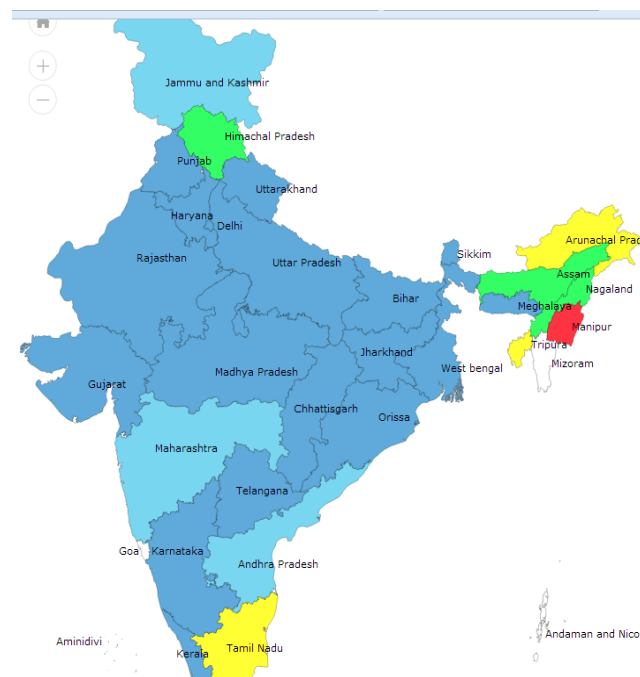 Jammu and Kashmir
Himachal Pradesh
Punjab
Uttarakhand
Haryana
Delhi
Arunachal Prad
Sikkim
Rajasthan
Uttar Pradesh
Assam
Nagaland
Bihar
Meghalaya
Manipur
Tripura
Jharkhand
Mizoram
West bengal
Madhya Pradesh
Gujarat
Chhattisgarh
Orissa
Maharashtra
Telangana
Goa
Karnataka
Andhra Pradesh
Andaman and Nico
Aminidivi
Tamil Nadu
Kerala